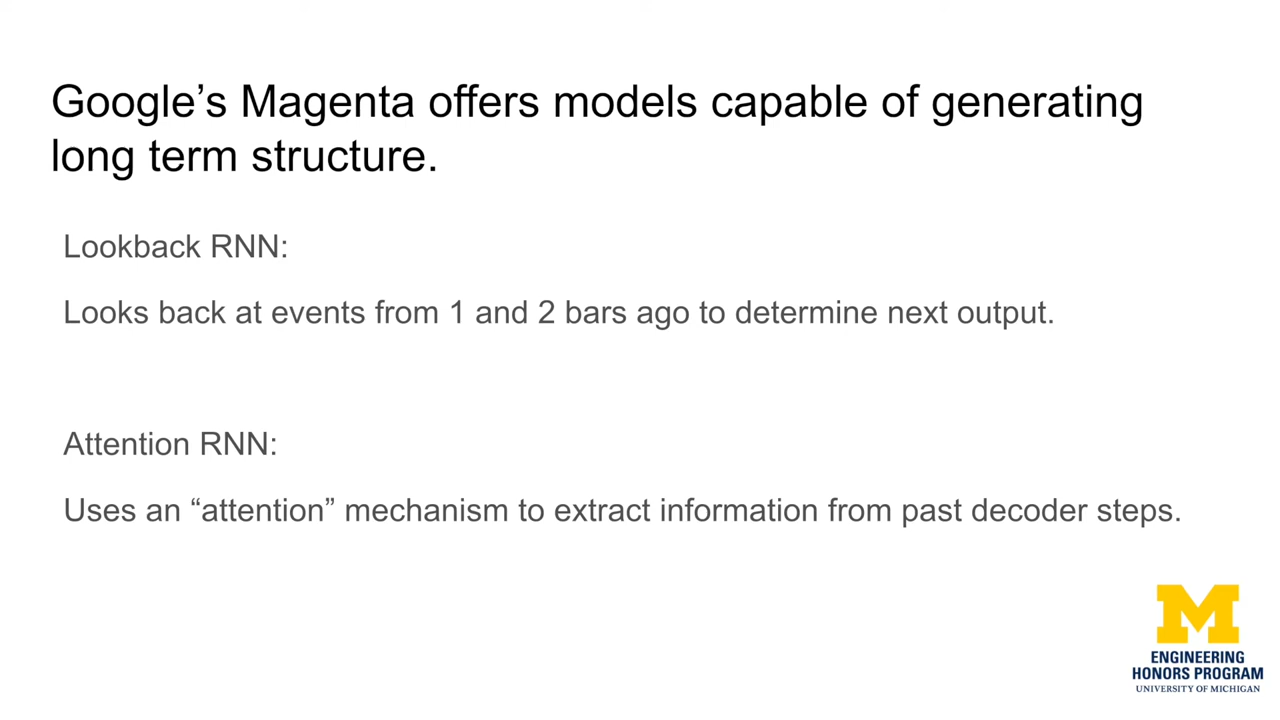 Google’s Magenta offers models capable of generating
long term structure.
Lookback RNN:
Looks back at events from 1 and 2 bars ago to determine next output.
Attention RNN:
Uses an “attention” mechanism to extract information from past decoder steps.
M
ENGINEERING
HONORS PROGRAM
UNIVERSITY OF MICHIGAN